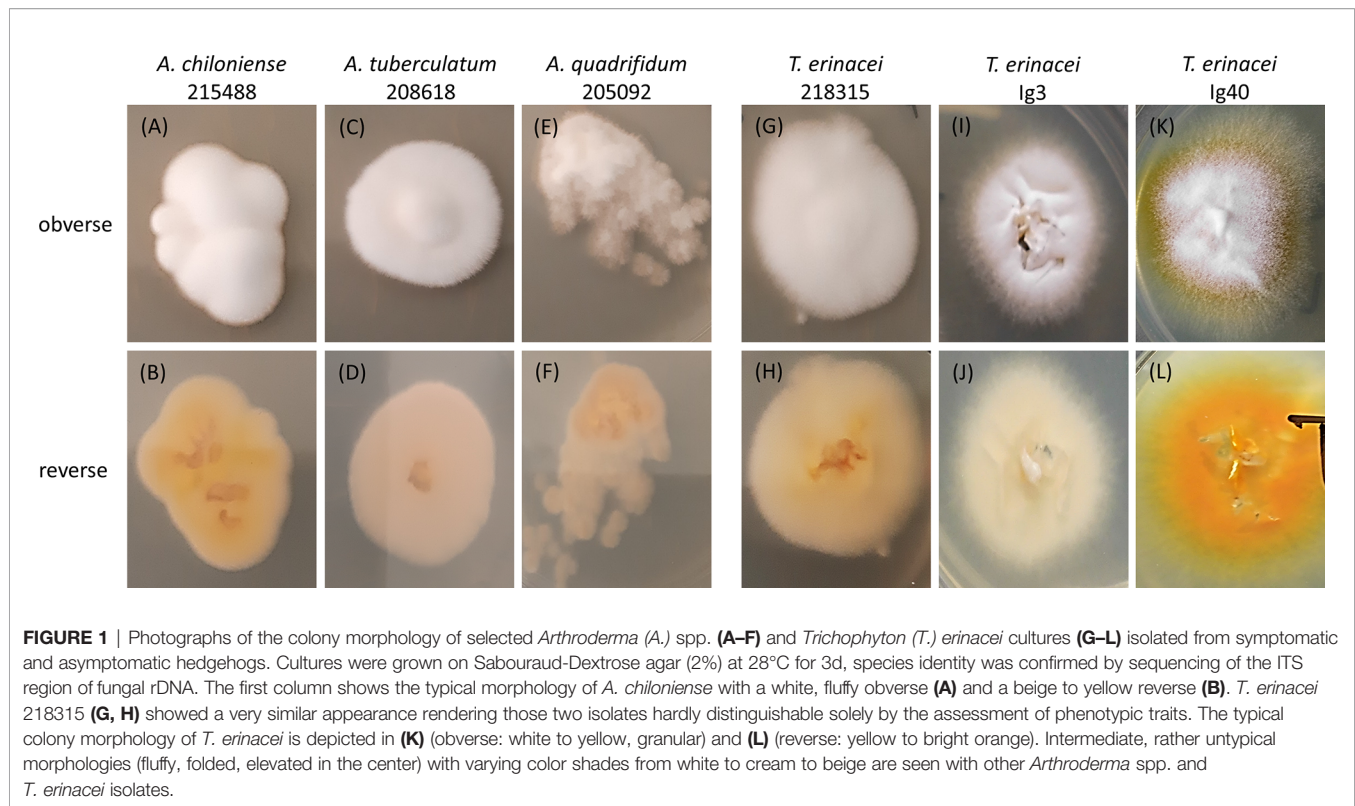 A. chiloniense A. tuberculatum A. quadrifidum T. erinacei T. erinacei T. erinacei
215488 208618 205092 218315 Ig3 Ig40
(A) (C) (E) (G) (I) (K)
obverse
(B) (D) (F) (H) (J) (L)
reverse
FIGURE 1 | Photographs of the colony morphology of selected Arthroderma (A.) spp. (A–F) and Trichophyton (T.) erinacei cultures (G–L) isolated from symptomatic
and asymptomatic hedgehogs. Cultures were grown on Sabouraud-Dextrose agar (2%) at 28°C for 3d, species identity was confirmed by sequencing of the ITS
region of fungal rDNA. The first column shows the typical morphology of A. chiloniense with a white, fluffy obverse (A) and a beige to yellow reverse (B). T. erinacei
218315 (G, H) showed a very similar appearance rendering those two isolates hardly distinguishable solely by the assessment of phenotypic traits. The typical
colony morphology of T. erinacei is depicted in (K) (obverse: white to yellow, granular) and (L) (reverse: yellow to bright orange). Intermediate, rather untypical
morphologies (fluffy, folded, elevated in the center) with varying color shades from white to cream to beige are seen with other Arthroderma spp. and
T. erinacei isolates.